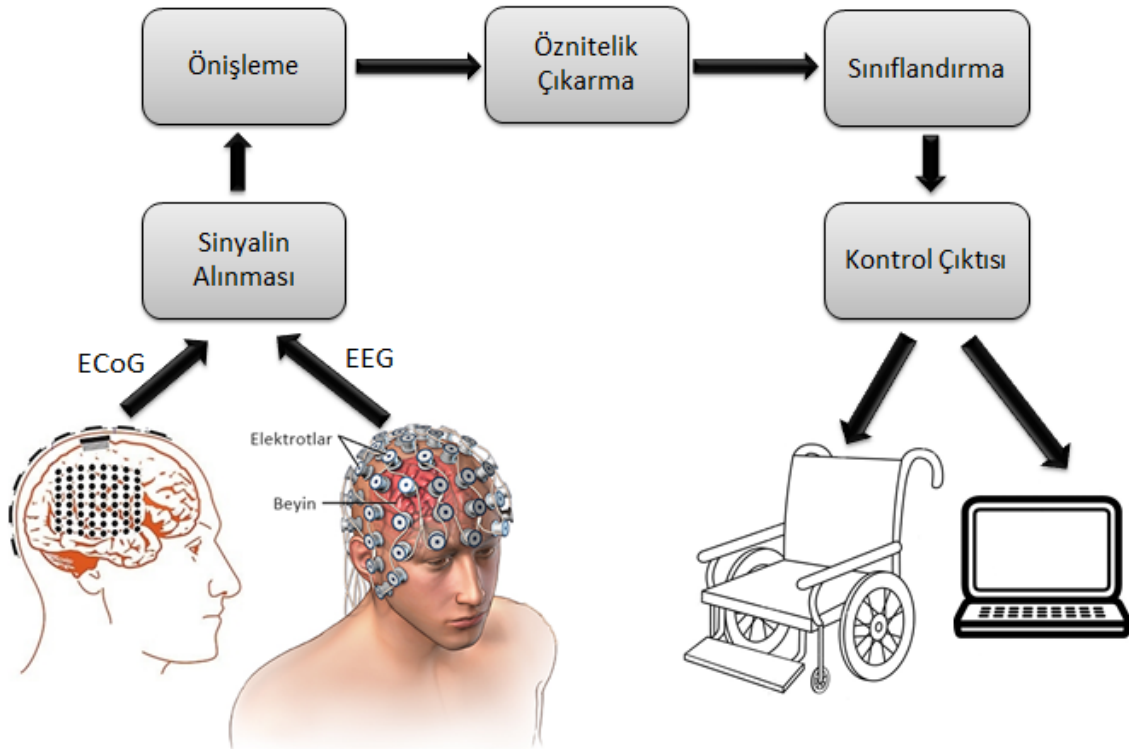 Önişleme
Öznitelik
Çıkarma
Sınıflandırma
Sinyalin
Alınması
Kontrol Çıktısı
ECoG
EEG
Elektrotlar
Beyin